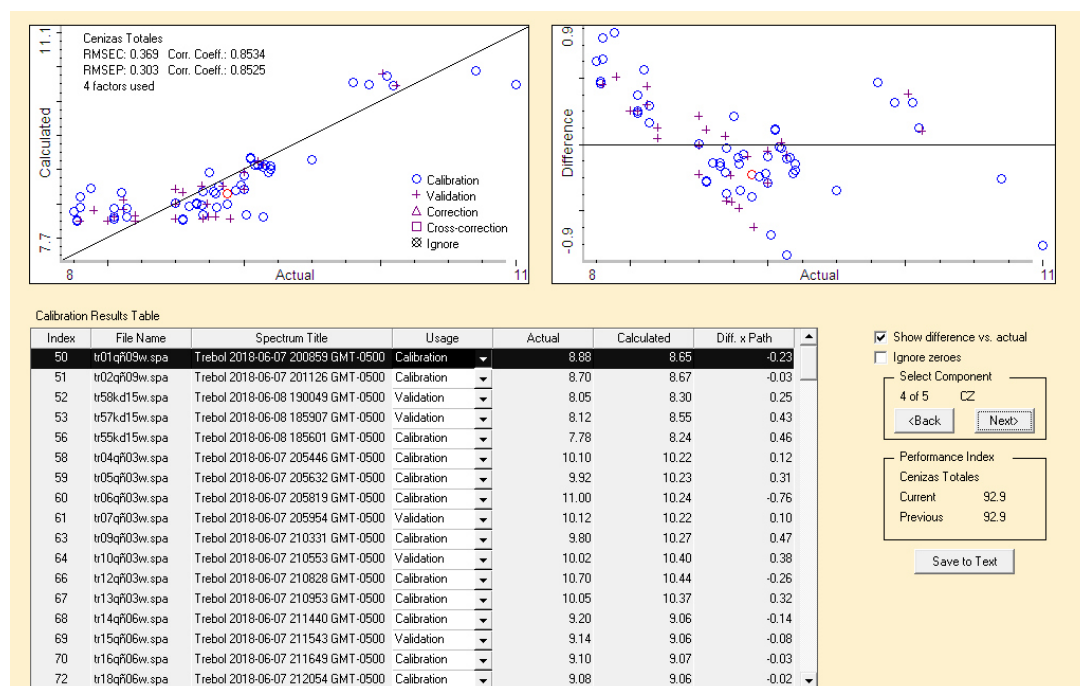 Cenizas Totales
RMSEC: 0.369 Corr. Coeff.: 0.8534
RMSEP: 0.303 Corr. Coeff.: 0.8525
4 factors used
11.1
Calculated
7.7
8
Actual
11
Calibration
Validation
Correction
Cross-correction
Ignore
0.9
Difference
-0.9
8
Actual
11
Calibration Results Table
Index File Name Spectrum Title Usage Actual Calculated Diff. x Path
50 tr01qñ09w.spa Trebol 2018-06-07 200859 GMT-0500 Calibration 8.88 8.65 -0.23
51 tr02qñ09w.spa Trebol 2018-06-07 201126 GMT-0500 Calibration 8.70 8.67 -0.03
52 tr58kd15w.spa Trebol 2018-06-08 190049 GMT-0500 Validation 8.05 8.30 0.25
53 tr57kd15w.spa Trebol 2018-06-08 185907 GMT-0500 Validation 8.12 8.55 0.43
56 tr55kd15w.spa Trebol 2018-06-08 185601 GMT-0500 Calibration 7.78 8.24 0.46
58 tr04qñ03w.spa Trebol 2018-06-07 205446 GMT-0500 Calibration 10.10 10.22 0.12
59 tr05qñ03w.spa Trebol 2018-06-07 205632 GMT-0500 Calibration 9.92 10.23 0.31
60 tr06qñ03w.spa Trebol 2018-06-07 205819 GMT-0500 Calibration 11.00 10.24 -0.76
61 tr07qñ03w.spa Trebol 2018-06-07 205954 GMT-0500 Validation 10.12 10.22 0.10
63 tr09qñ03w.spa Trebol 2018-06-07 210331 GMT-0500 Calibration 9.80 10.27 0.47
64 tr10qñ03w.spa Trebol 2018-06-07 210553 GMT-0500 Validation 10.02 10.40 0.38
66 tr12qñ03w.spa Trebol 2018-06-07 210828 GMT-0500 Calibration 10.70 10.44 -0.26
67 tr13qñ03w.spa Trebol 2018-06-07 210953 GMT-0500 Calibration 10.05 10.37 0.32
68 tr14qñ06w.spa Trebol 2018-06-07 211440 GMT-0500 Calibration 9.20 9.06 -0.14
69 tr15qñ06w.spa Trebol 2018-06-07 211543 GMT-0500 Validation 9.14 9.06 -0.08
70 tr16qñ06w.spa Trebol 2018-06-07 211649 GMT-0500 Calibration 9.10 9.07 -0.03
72 tr18qñ06w.spa Trebol 2018-06-07 212054 GMT-0500 Calibration 9.08 9.06 -0.02
Show difference vs. actual
Ignore zeroes
Select Component
4 of 5 CZ
<Back Next>
Performance Index
Cenizas Totales
Current 92.9
Previous 92.9
Save to Text